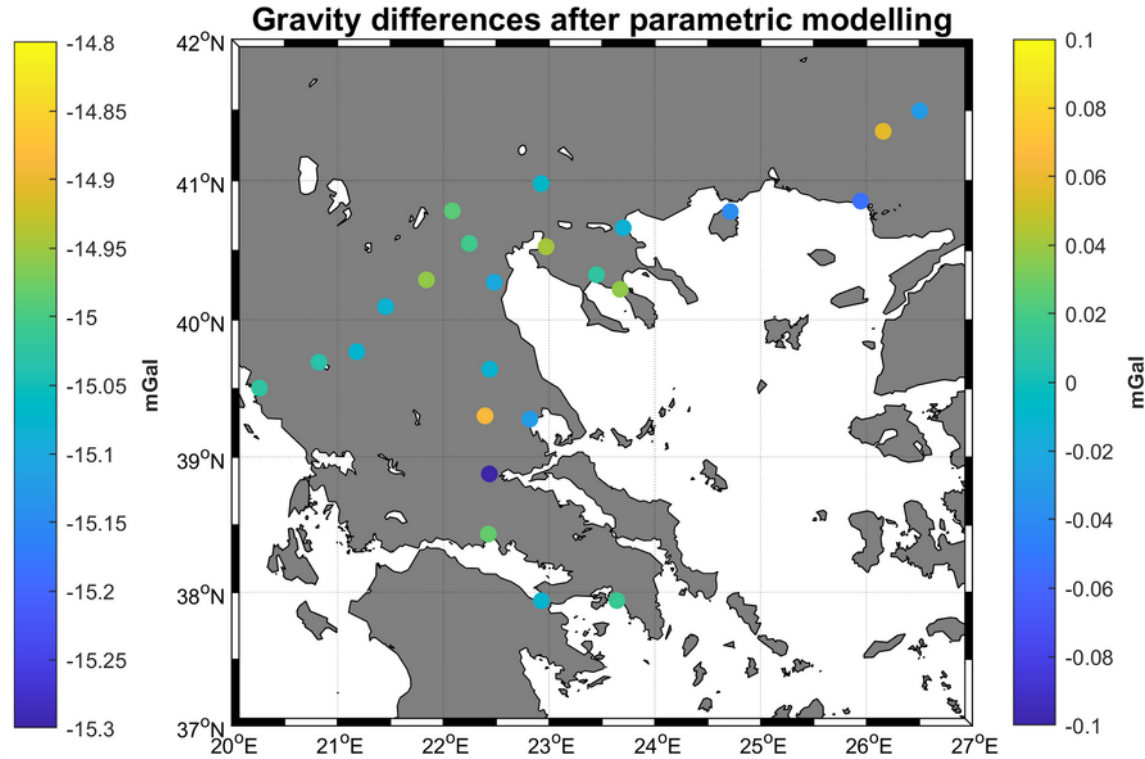 Gravity differences after parametric modelling
-14.8
-14.85
-14.9
-14.95
-15
-15.05
-15.1
-15.15
-15.2
-15.25
-15.3
mGal
42°N
41°N
40°N
39°N
38°N
37°N
20°E
21°E
22°E
23°E
24°E
25°E
26°E
27°E
0.1
0.08
0.06
0.04
0.02
0
-0.02
-0.04
-0.06
-0.08
-0.1
mGal